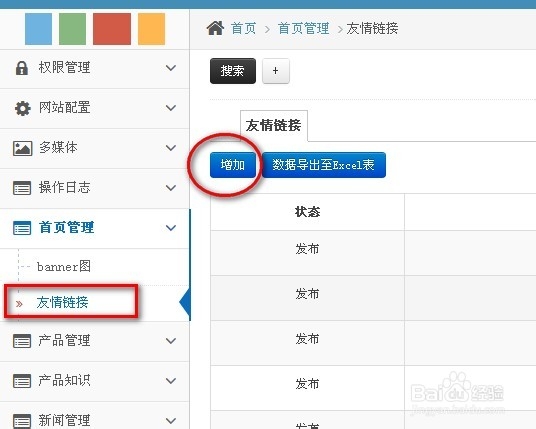 首页 > 首页管理 > 友情链接
权限管理
网站配置
多媒体
操作日志
首页管理
banner图
» 友情链接
产品管理
产品知识
新闻管理
搜索 +
友情链接
增加 数据导出至Excel表
状态
发布
发布
发布
发布
发布
Baidu 经验
jingyan.baidu.com